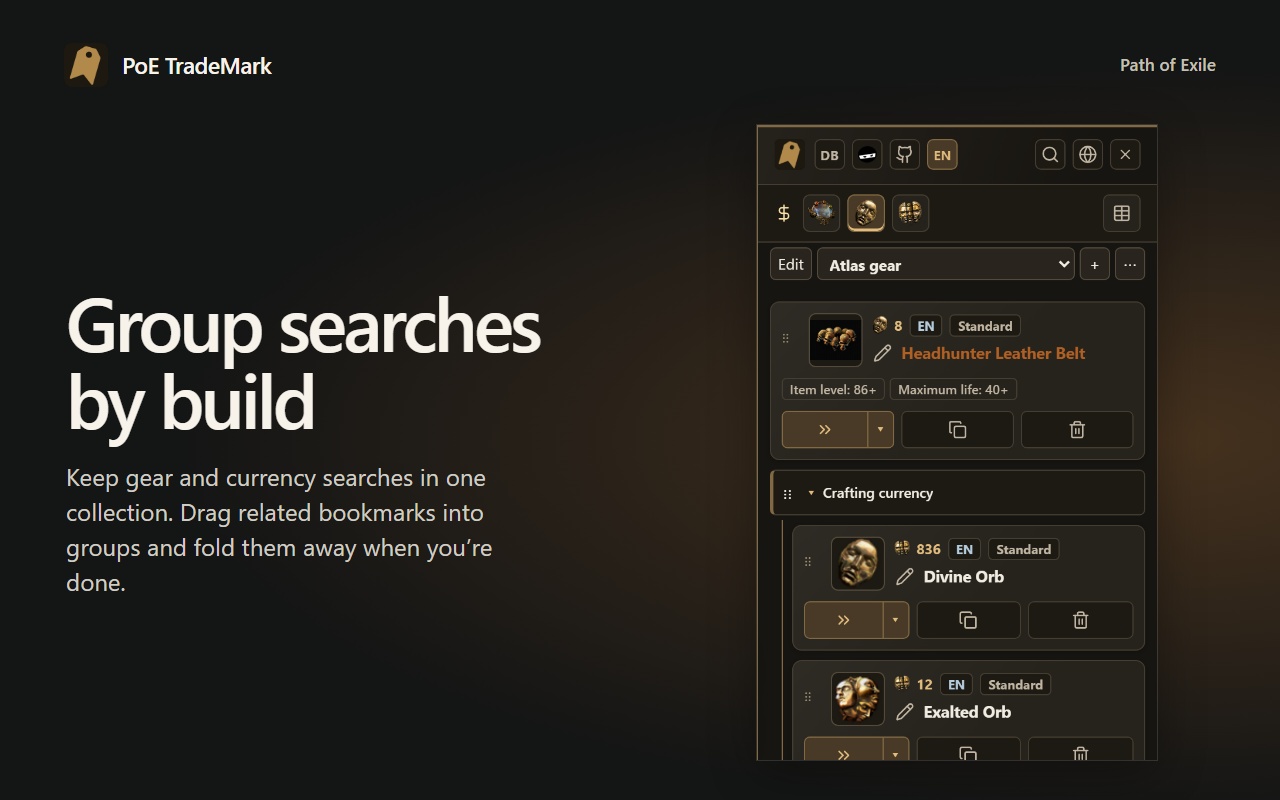 PoE TradeMark
Path of Exile
DB
EN
$
Edit
Atlas gear
+
...
Group searches
by build
Keep gear and currency searches in one
collection. Drag related bookmarks into
groups and fold them away when you’re
done.
8 EN Standard
Headhunter Leather Belt
Item level: 86+ Maximum life: 40+
Crafting currency
836 EN Standard
Divine Orb
12 EN Standard
Exalted Orb